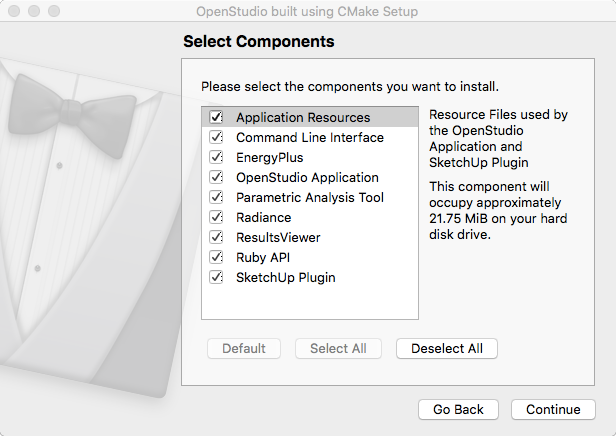 OpenStudio built using CMake Setup
Select Components
Please select the components you want to install.
Application Resources
Command Line Interface
EnergyPlus
OpenStudio Application
Parametric Analysis Tool
Radiance
ResultsViewer
Ruby API
SketchUp Plugin
Resource Files used by
the OpenStudio
Application and
SketchUp Plugin
This component will
occupy approximately
21.75 MiB on your hard
disk drive.
Default
Select All
Deselect All
Go Back
Continue